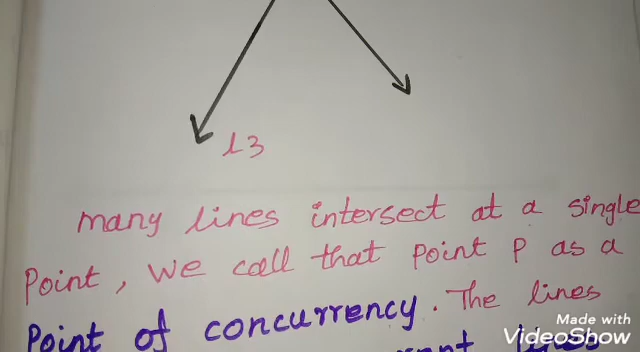 l3
many lines intersect at a single
Point, we call that point P as a
Point of concurrency. The lines
lines
Made with
VideoShow